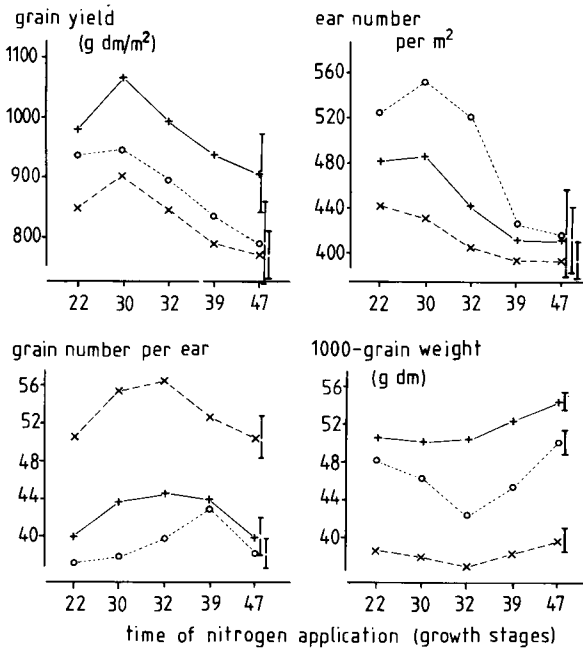 grain yield
(g dm/m²)
1100
1000
900
800
22 30 32 39 47
ear number
per m²
560
520
480
440
400
22 30 32 39 47
grain number per ear
56
52
48
44
40
22 30 32 39 47
1000-grain weight
(g dm)
56
52
48
44
40
22 30 32 39 47
time of nitrogen application (growth stages)